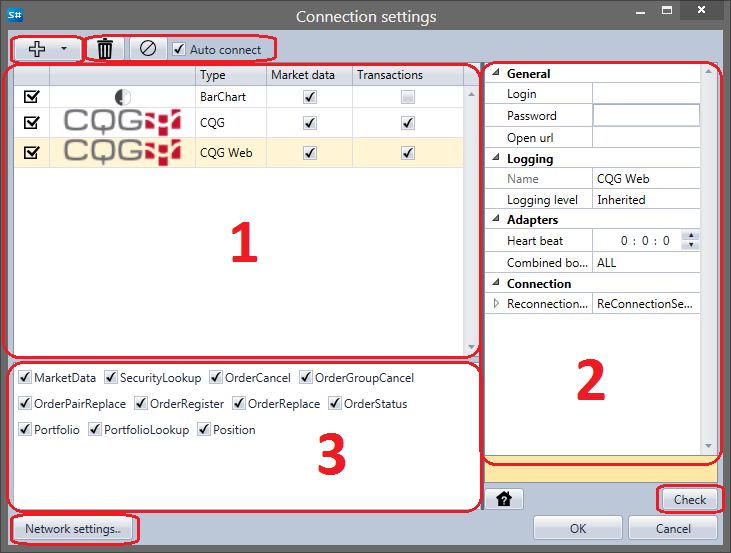 S#
Connection settings
Auto connect
Type Market data Transactions
BarChart
CQG CQG
CQG CQG Web
1
MarketData SecurityLookup OrderCancel OrderGroupCancel
OrderPairReplace OrderRegister OrderReplace OrderStatus
Portfolio PortfolioLookup Position
3
Network settings..
General
Login
Password
Open url
Logging
Name CQG Web
Logging level Inherited
Adapters
Heart beat 0 : 0 : 0
Combined bo... ALL
Connection
Reconnection... ReConnectionSe...
2
?
Check
OK Cancel